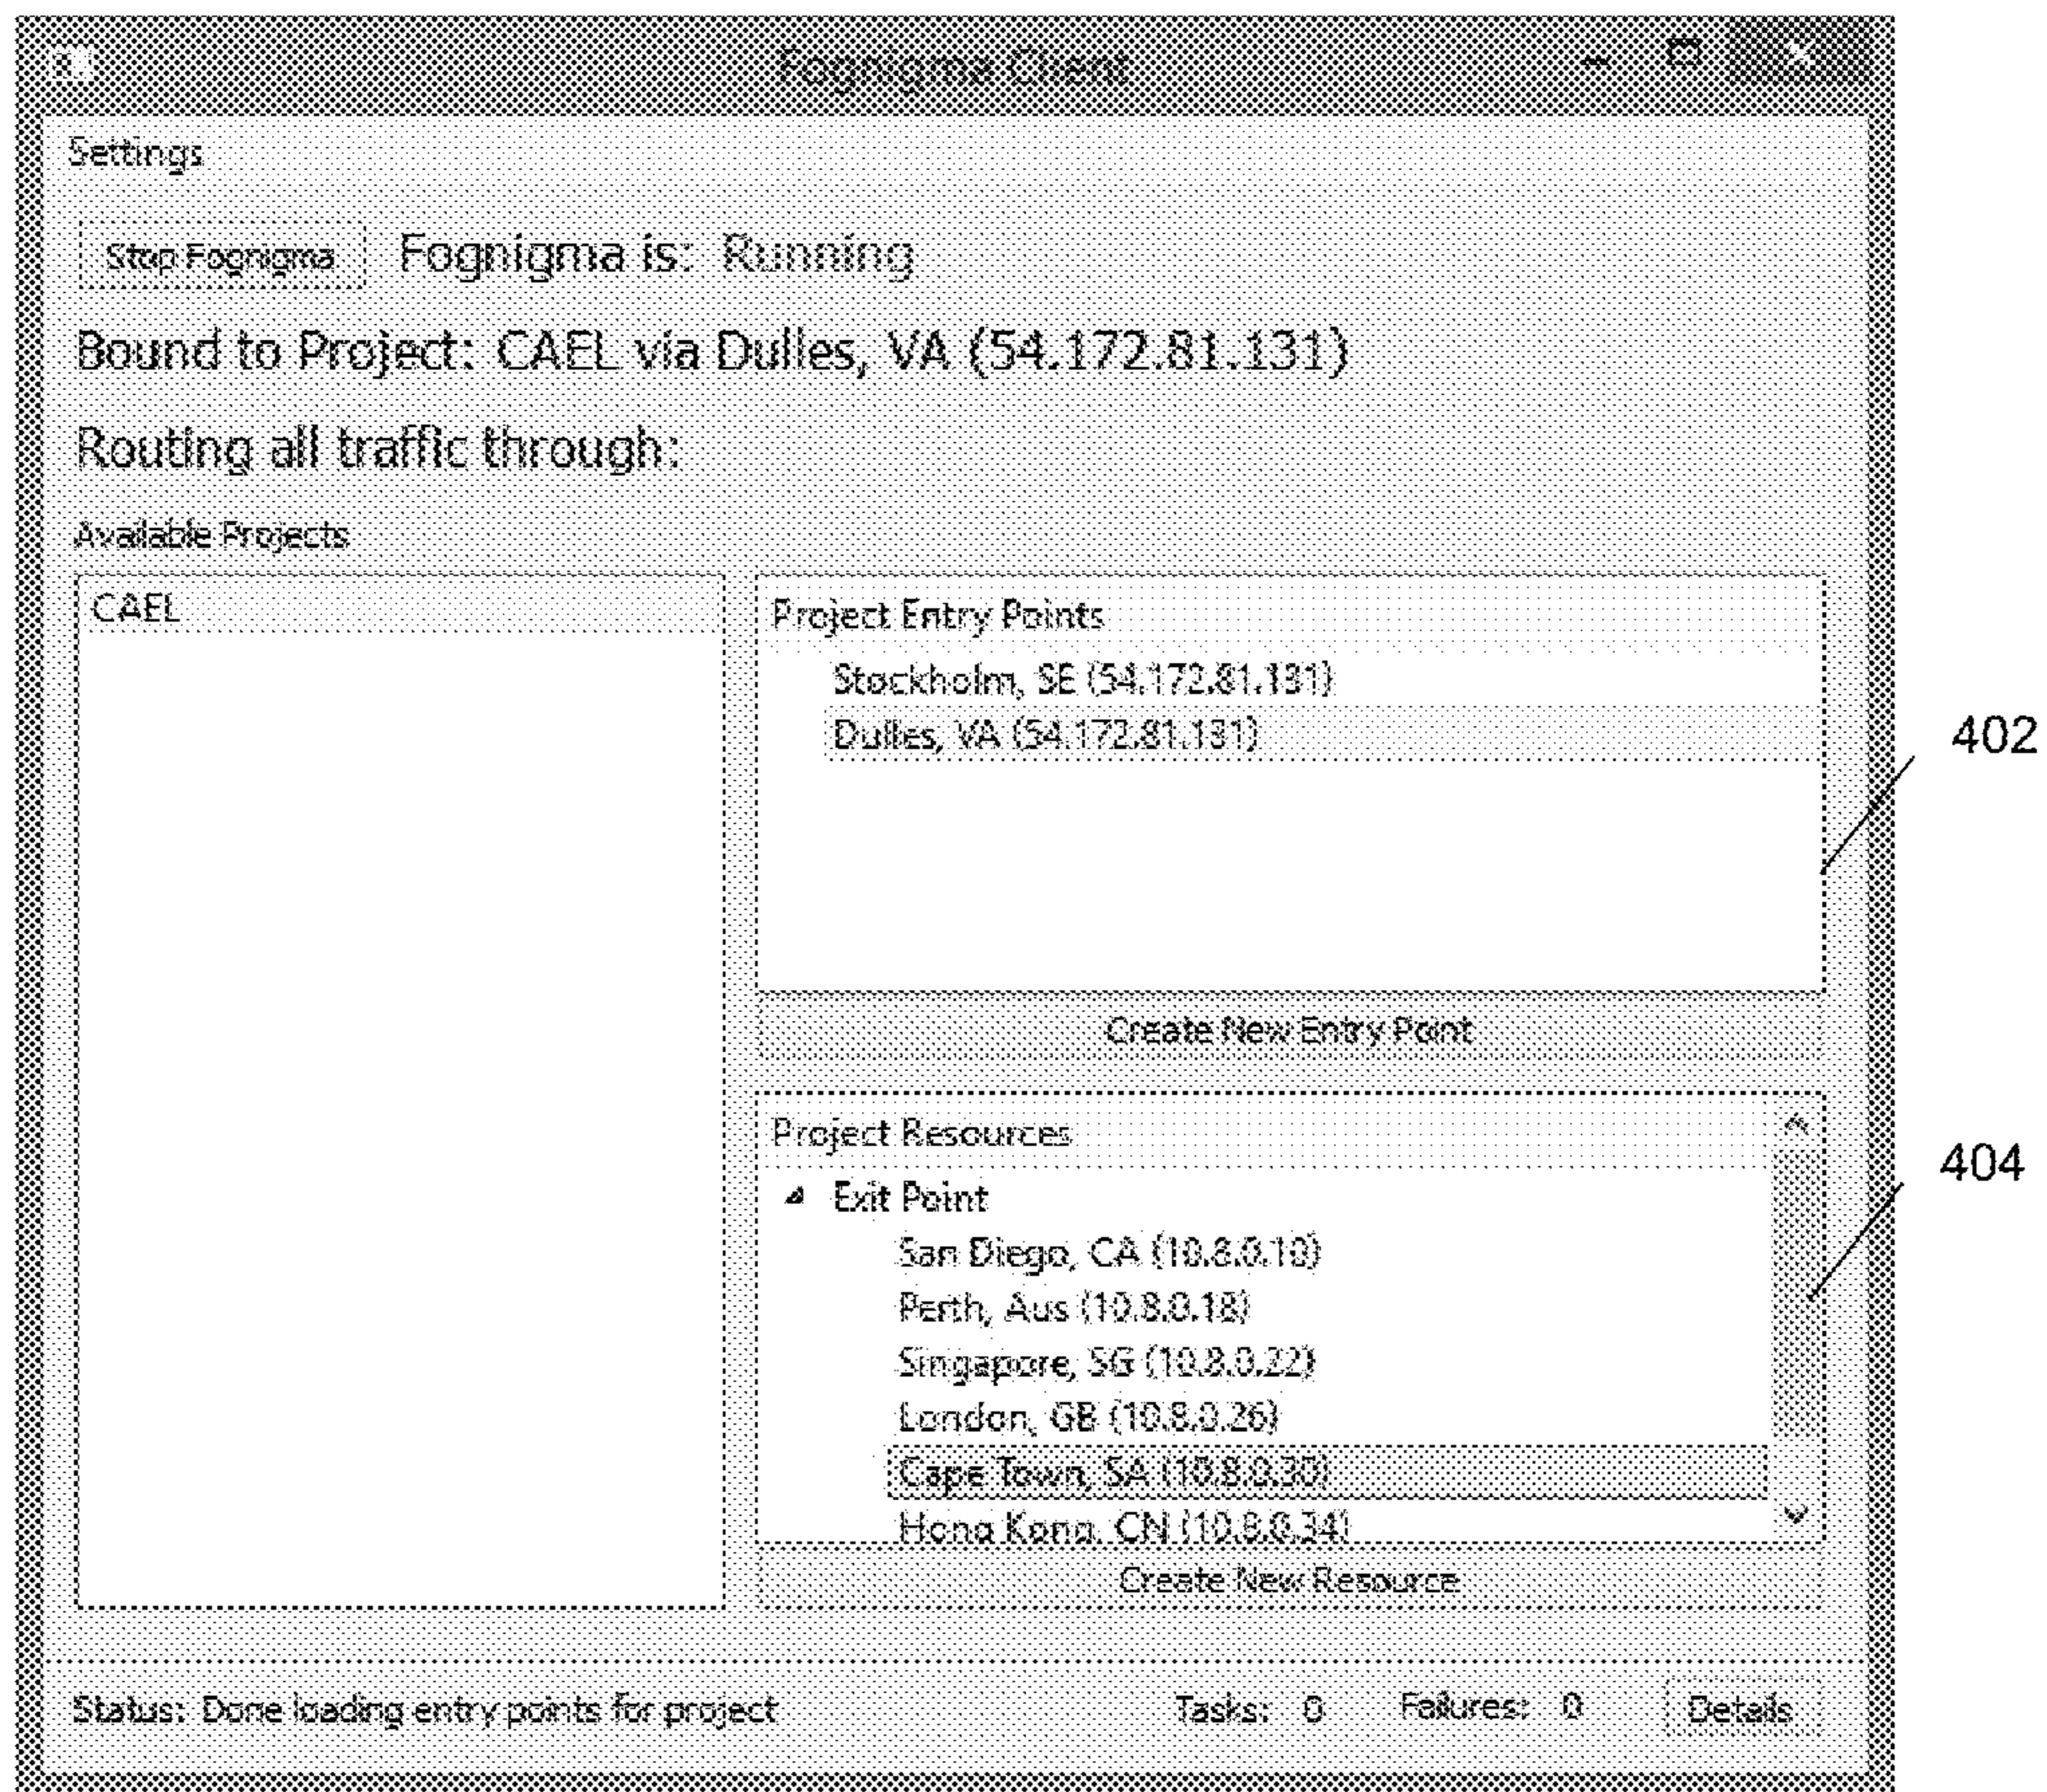 Fognigma Client
Settings
Stop Fognigma Fognigma is: Running
Bound to Project: CAEL via Dulles, VA (54.172.81.131)
Routing all traffic through:
Available Projects
CAEL
Project Entry Points
Stockholm, SE (54.172.81.131)
Dulles, VA (54.172.81.131)
402
Create New Entry Point
Project Resources
404
Exit Point
San Diego, CA (10.8.0.10)
Perth, Aus (10.8.0.18)
Singapore, SG (10.8.0.22)
London, GB (10.8.0.26)
Cape Town, SA (10.8.0.30)
Hong Kong, CN (10.8.0.34)
Create New Resource
Status: Done loading entry points for project Tasks: 0 Failures: 0 Details